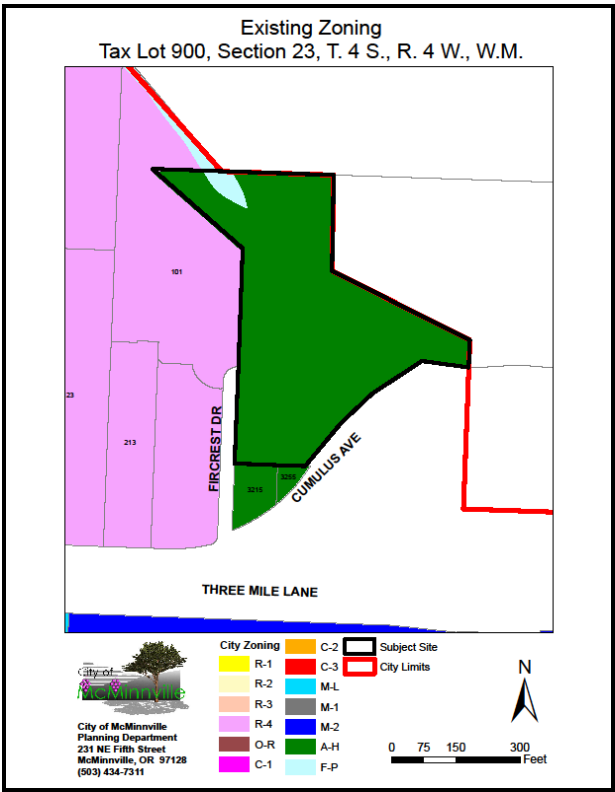 Existing Zoning
Tax Lot 900, Section 23, T. 4 S., R. 4 W., W.M.
101
23
213
FIRCREST DR
3215
3255
CUMULUS AVE
THREE MILE LANE
City of
McMinnville
City of McMinnville
Planning Department
231 NE Fifth Street
McMinnville, OR 97128
(503) 434-7311
City Zoning
R-1
R-2
R-3
R-4
O-R
C-1
C-2
C-3
M-L
M-1
M-2
A-H
F-P
Subject Site
City Limits
N
0 75 150 300
Feet